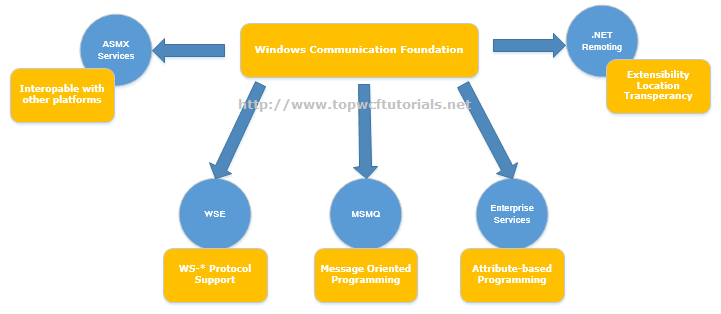 ASMX
Services
Interopable with
other platforms
Windows Communication Foundation
.NET
Remoting
Extensibility
Location
Transperancy
http://www.topwcftutorials.net
WSE
WS-* Protocol
Support
MSMQ
Message Oriented
Programming
Enterprise
Services
Attribute-based
Programming